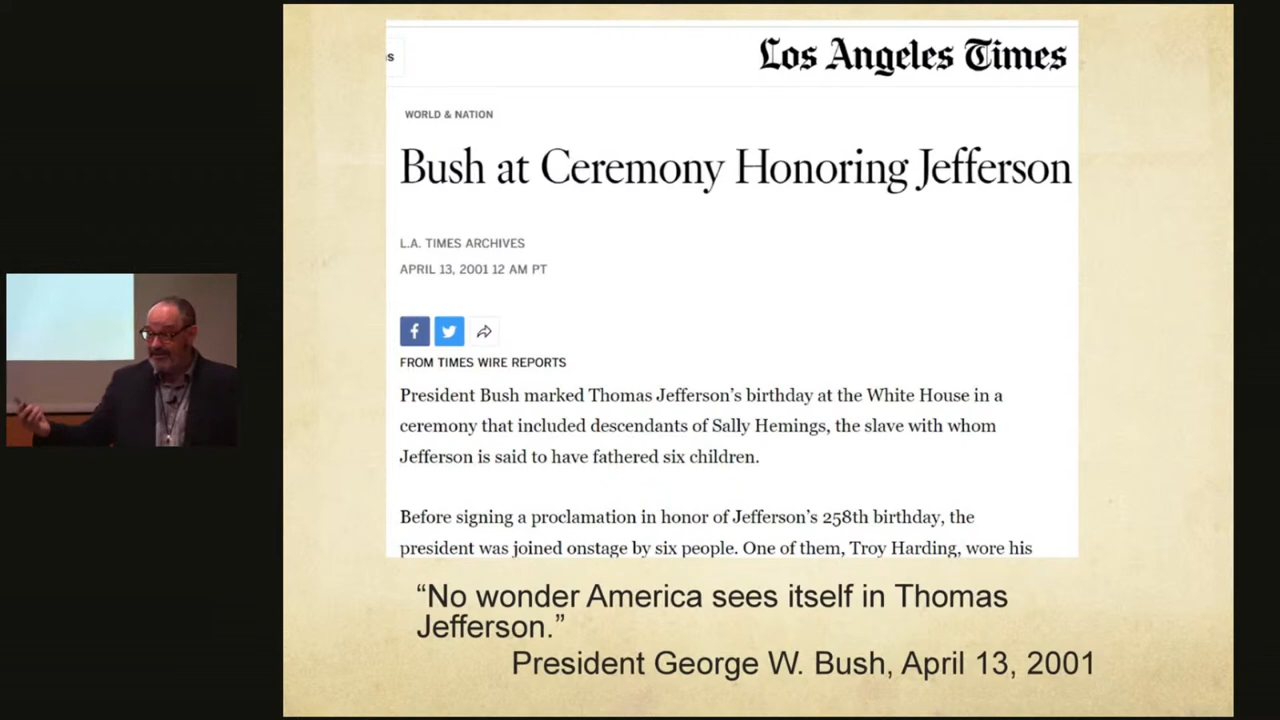 s
Los Angeles Times
WORLD & NATION
Bush at Ceremony Honoring Jefferson
L.A. TIMES ARCHIVES
APRIL 13, 2001 12 AM PT
FROM TIMES WIRE REPORTS
President Bush marked Thomas Jefferson’s birthday at the White House in a
ceremony that included descendants of Sally Hemings, the slave with whom
Jefferson is said to have fathered six children.
Before signing a proclamation in honor of Jefferson’s 258th birthday, the
president was joined onstage by six people. One of them, Troy Harding, wore his
“No wonder America sees itself in Thomas
Jefferson.”
President George W. Bush, April 13, 2001